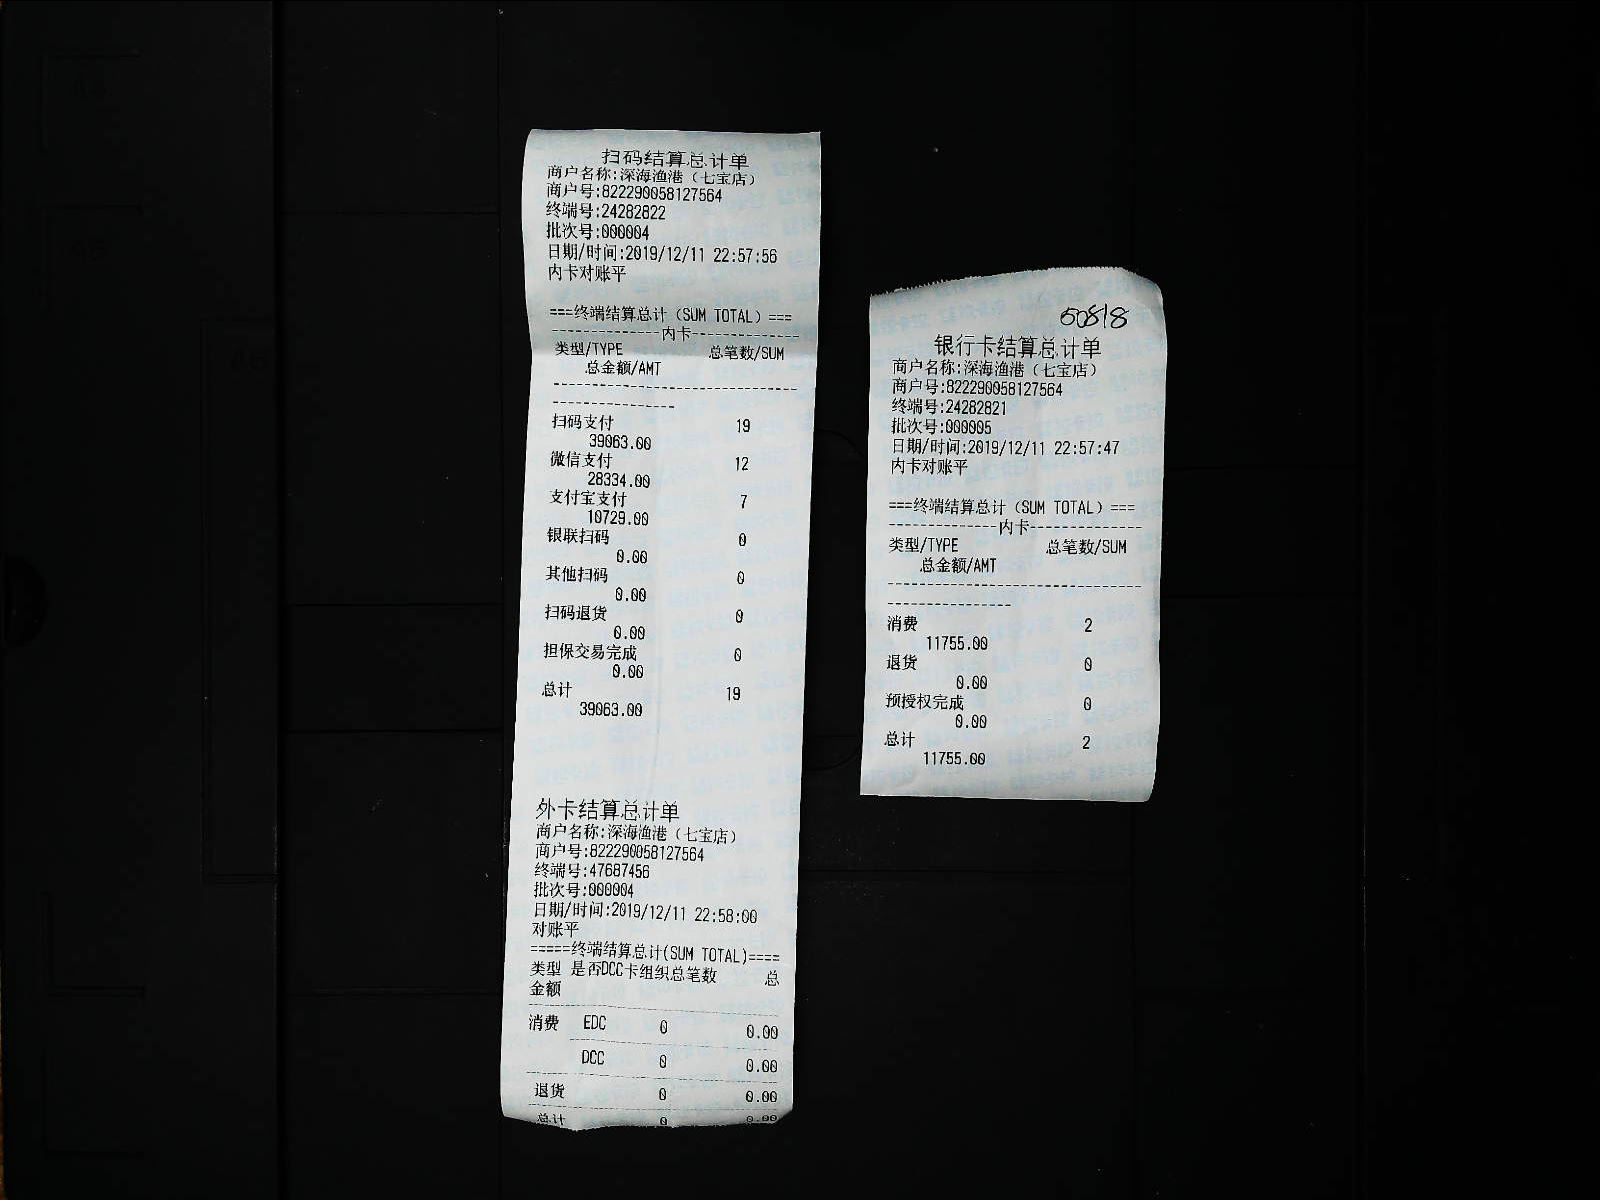 扫码结算总计单
商户名称:深海渔港（七宝店）
商户号:822290058127564
终端号:24282822
批次号:000004
日期/时间:2019/12/11 22:57:56
内卡对账平
===终端结算总计（SUM TOTAL）===
--------------内卡--------------
类型/TYPE 总笔数/SUM
总金额/AMT
--------------------------------
----------------
扫码支付 19
39063.00
微信支付 12
28334.00
支付宝支付 7
10729.00
银联扫码 0
0.00
其他扫码 0
0.00
扫码退货 0
0.00
担保交易完成 0
0.00
总计 19
39063.00
外卡结算总计单
商户名称:深海渔港（七宝店）
商户号:822290058127564
终端号:47687456
批次号:000004
日期/时间:2019/12/11 22:58:00
对账平
=====终端结算总计(SUM TOTAL)====
类型 是否DCC卡组织总笔数 总
金额
消费 EDC 0 0.00
DCC 0 0.00
退货 0 0.00
总计 0 0.00
50818
银行卡结算总计单
商户名称:深海渔港（七宝店）
商户号:822290058127564
终端号:24282821
批次号:000005
日期/时间:2019/12/11 22:57:47
内卡对账平
===终端结算总计（SUM TOTAL）===
--------------内卡--------------
类型/TYPE 总笔数/SUM
总金额/AMT
--------------------------------
----------------
消费 2
11755.00
退货 0
0.00
预授权完成 0
0.00
总计 2
11755.00